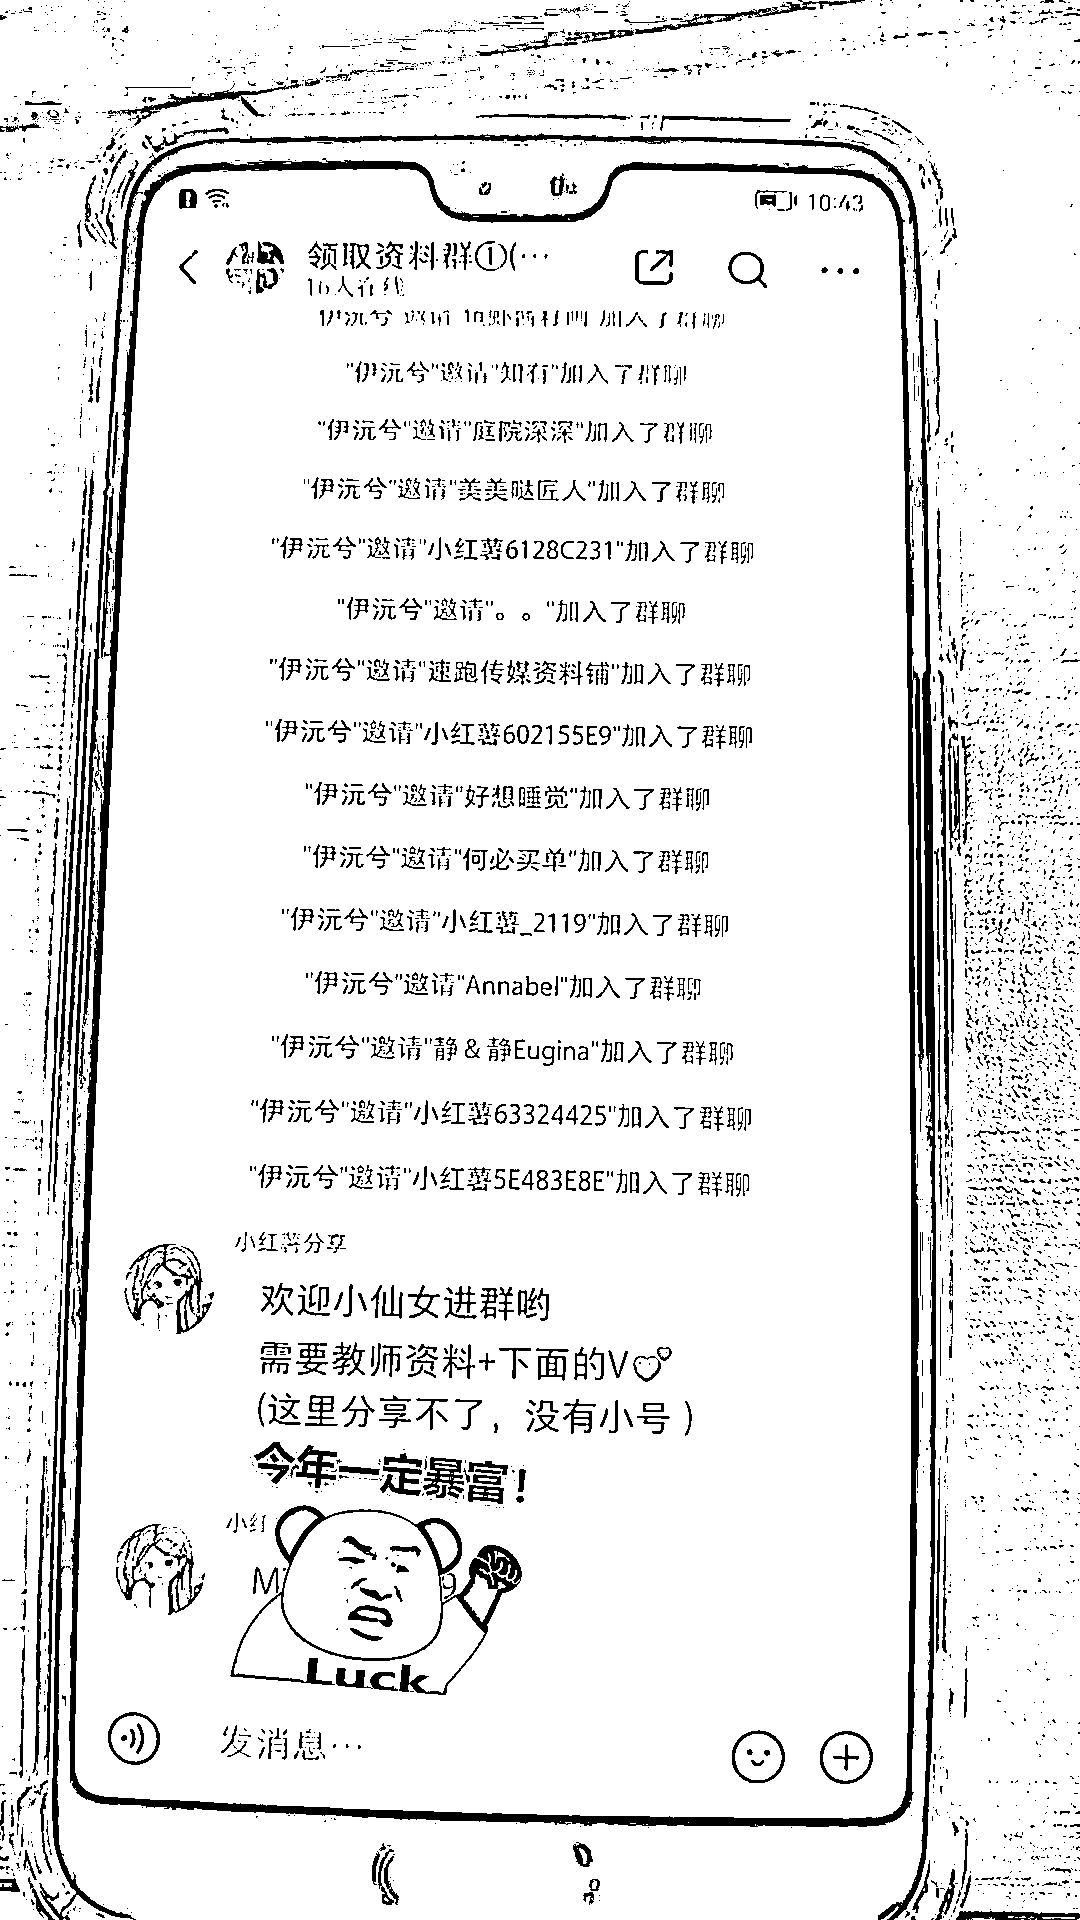 10:43
领取资料群①(…
16人在线
"伊沅兮"邀请"知有"加入了群聊
"伊沅兮"邀请"庭院深深"加入了群聊
"伊沅兮"邀请"美美哒匠人"加入了群聊
"伊沅兮"邀请"小红薯6128C231"加入了群聊
"伊沅兮"邀请"。。"加入了群聊
"伊沅兮"邀请"速跑传媒资料铺"加入了群聊
"伊沅兮"邀请"小红薯602155E9"加入了群聊
"伊沅兮"邀请"好想睡觉"加入了群聊
"伊沅兮"邀请"何必买单"加入了群聊
"伊沅兮"邀请"小红薯_2119"加入了群聊
"伊沅兮"邀请"Annabel"加入了群聊
"伊沅兮"邀请"静＆静Eugina"加入了群聊
"伊沅兮"邀请"小红薯63324425"加入了群聊
"伊沅兮"邀请"小红薯5E483E8E"加入了群聊
小红薯分享
欢迎小仙女进群哟
需要教师资料+下面的V💕
(这里分享不了，没有小号)
今年一定暴富！
小红
M
Luck
发消息…